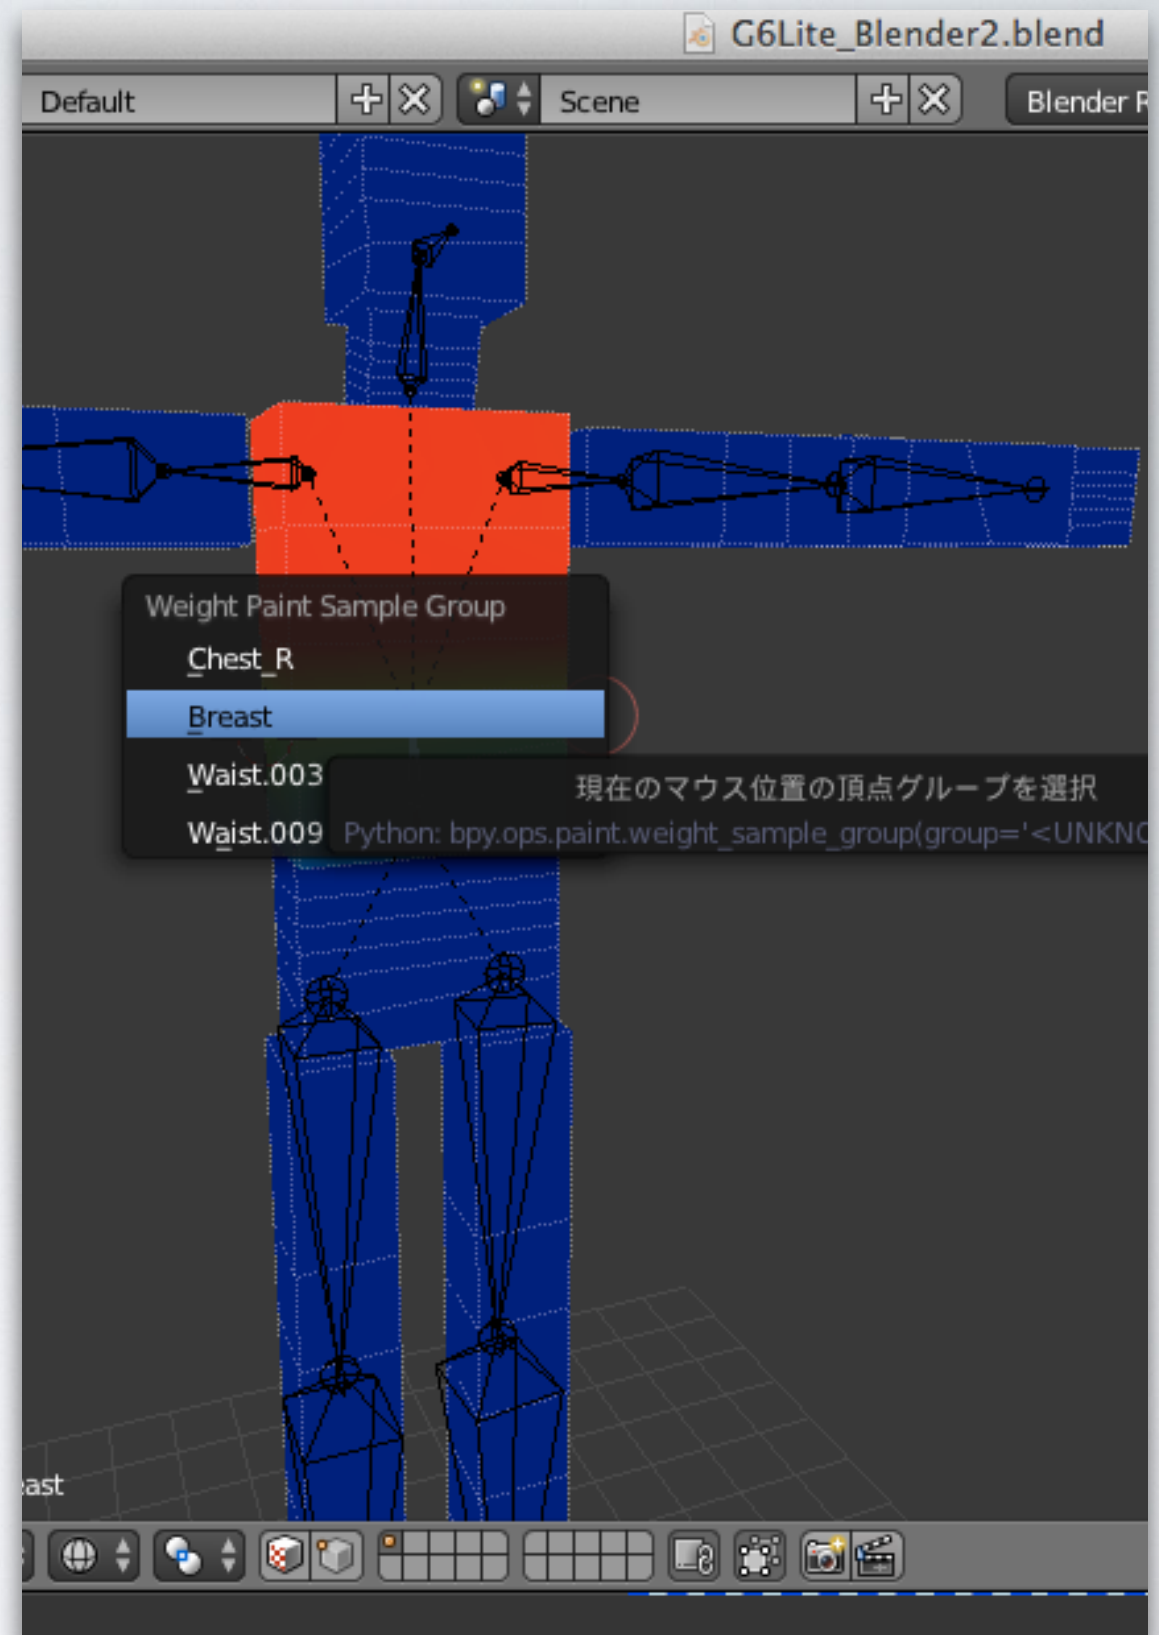 G6Lite_Blender2.blend
Default
Scene
Blender R
Weight Paint Sample Group
Chest_R
Breast
Waist.003
現在のマウス位置の頂点グループを選択
Waist.009
Python: bpy.ops.paint.weight_sample_group(group='<UNKNO
east